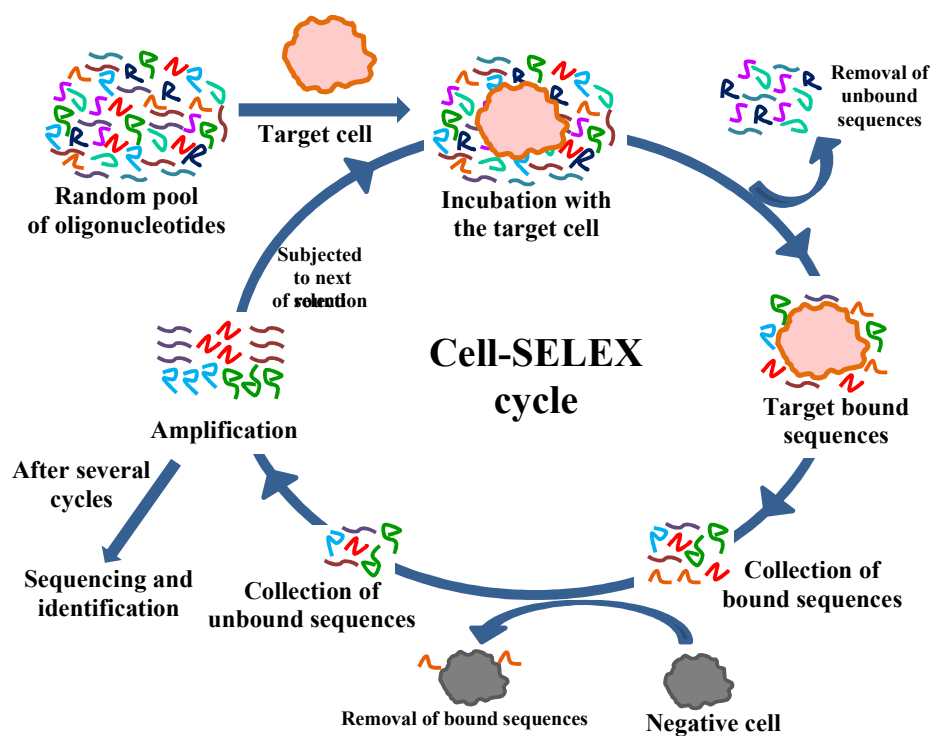 Target cell
Random pool
of oligonucleotides
Incubation with
the target cell
Removal of
unbound
sequences
Subjected
to next
of selection
Cell-SELEX
cycle
Target bound
sequences
Amplification
After several
cycles
Sequencing and
identification
Collection of
unbound sequences
Collection of
bound sequences
Removal of bound sequences
Negative cell